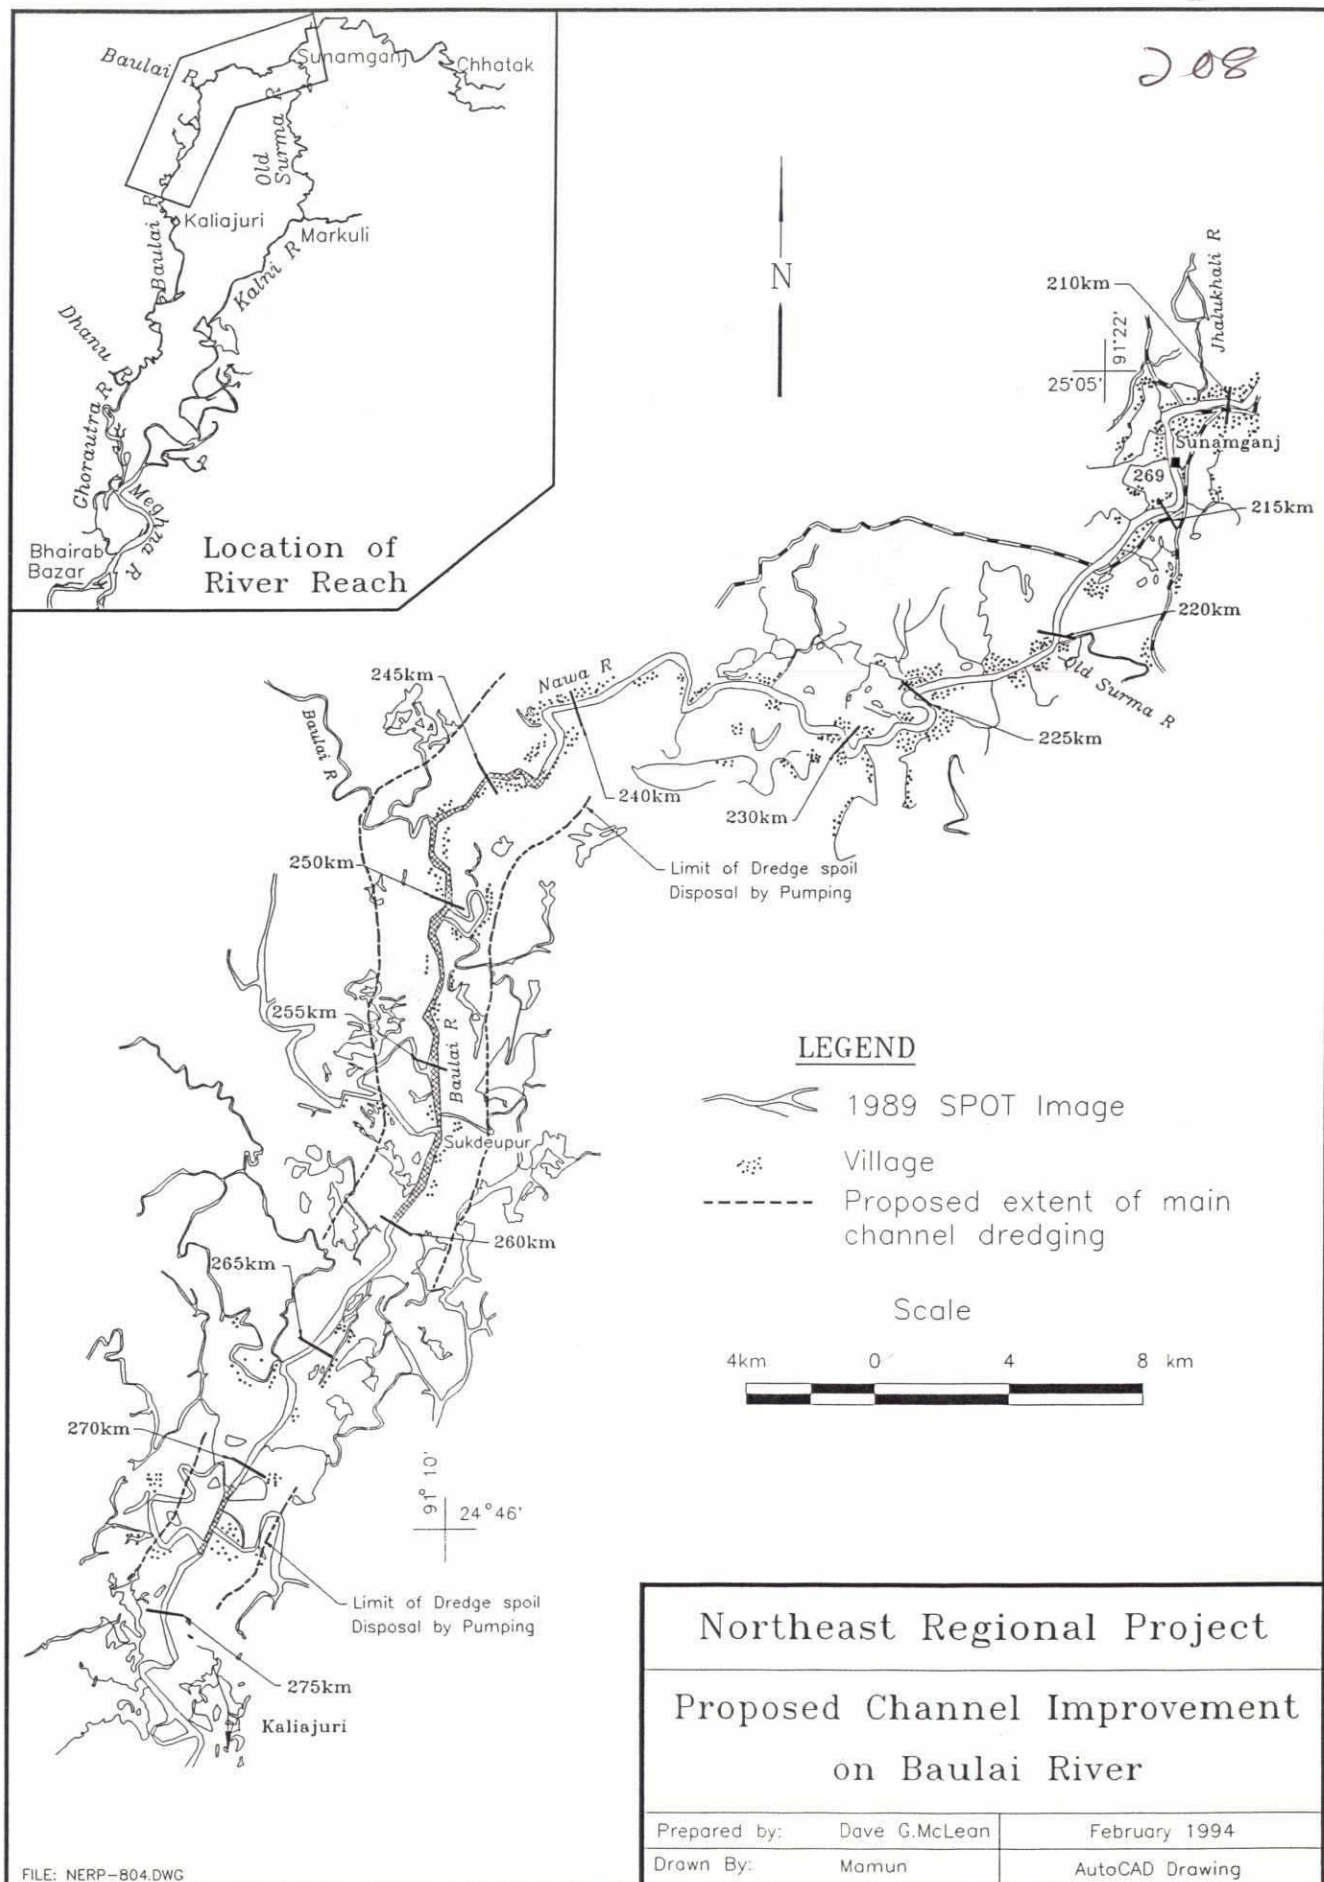 208
Baulai R
Sunamganj
Chhatak
Old
Surma R
Baulai R
Kaliajuri
Markuli
Kalni R
Dhanu R
Ghorautra R
Meghna R
Bhairab
Bazar
Location of
River Reach
N
Jhalukhali R
210km
91°22'
25°05'
Sunamganj
269
215km
220km
Old Surma R
225km
230km
Nawa R
240km
245km
Baulai R
Limit of Dredge spoil
Disposal by Pumping
250km
255km
Baulai R
Sukdeupur
260km
265km
270km
91° 10'
24°46'
Limit of Dredge spoil
Disposal by Pumping
275km
Kaliajuri
LEGEND
1989 SPOT Image
Village
Proposed extent of main
channel dredging
Scale
4km 0 4 8 km
Northeast Regional Project
Proposed Channel Improvement
on Baulai River
Prepared by: Dave G.McLean February 1994
Drawn By: Mamun AutoCAD Drawing
FILE: NERP-804.DWG